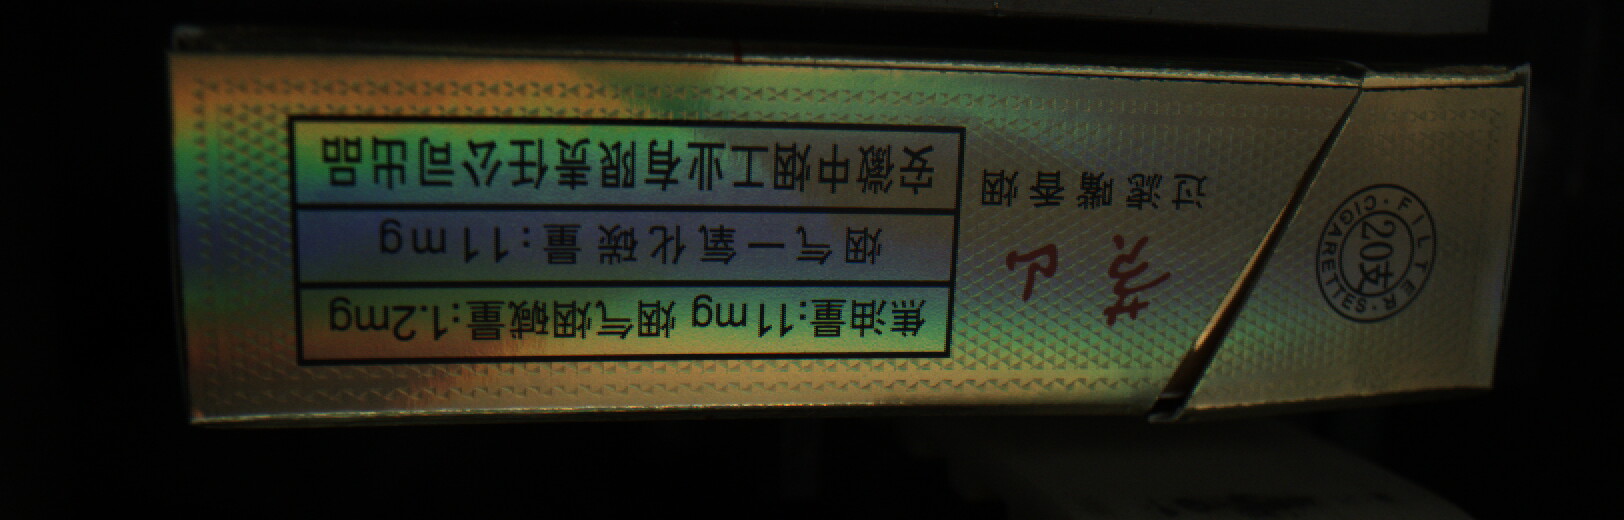 FILTER·CIGARETTES·
20支
黄山
过滤嘴香烟
焦油量:11mg 烟气烟碱量:1.2mg
烟气一氧化碳量:11mg
安徽中烟工业有限责任公司出品